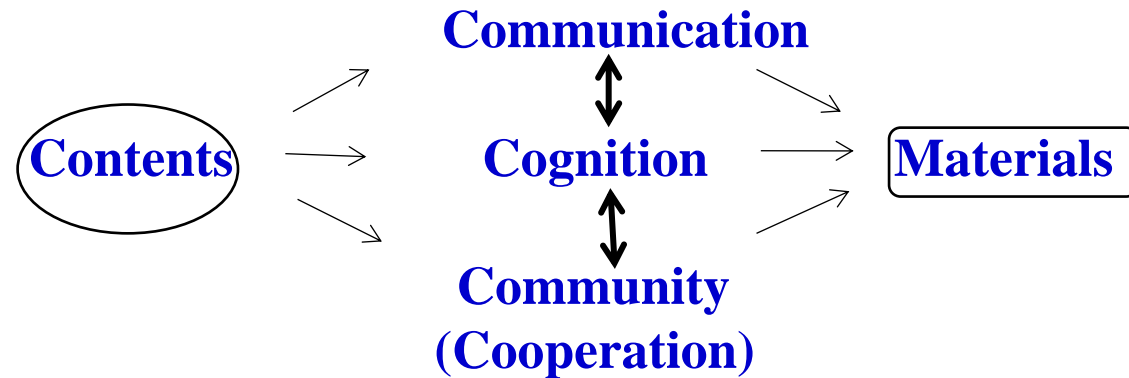 Communication
Contents
Cognition
Materials
Community
(Cooperation)